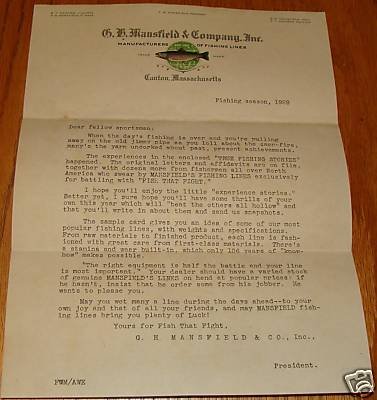 G. H. Mansfield & Company, Inc.
MANUFACTURERS OF FISHING LINES
TRADE MARK
Canton, Massachusetts
Fishing season, 1928
Dear fellow sportsman:
When the day's fishing is over and you're pulling
away on the old jimmy pipe as you loll about the camp-fire,
many's the yarn uncorked about past, present achievements.
The experiences in the enclosed "TRUE FISHING STORIES"
happened. The original letters and affidavits are on file,
together with dozens more from fishermen all over North
America who swear by MANSFIELD'S FISHING LINES exclusively
for battling with "FISH THAT FIGHT."
I hope you'll enjoy the little "experience stories."
Better yet, I sure hope you'll have some thrills of your
own this year which will "beat the others all hollow" and
that you'll write in about them and send us snapshots.
The sample card gives you an idea of some of our most
popular fishing lines, with weights and specifications.
From raw materials to finished product, each line is fash-
ioned with great care from first-class materials. There's
a stamina and wear built-in, which only 106 years of "know-
how" makes possible.
"The right equipment is half the battle and your line
is most important." Your dealer should have a varied stock
of genuine MANSFIELD'S LINES on hand at popular prices: if
he hasn't, insist that he order some from his jobber. He
wants to please you.
May you wet many a line during the days ahead--to your
own joy and that of all your friends, and may MANSFIELD fish-
ing lines bring you plenty of Luck!
Yours for Fish That Fight,
G. H. MANSFIELD & CO., Inc.,
President.
FWM/AWE